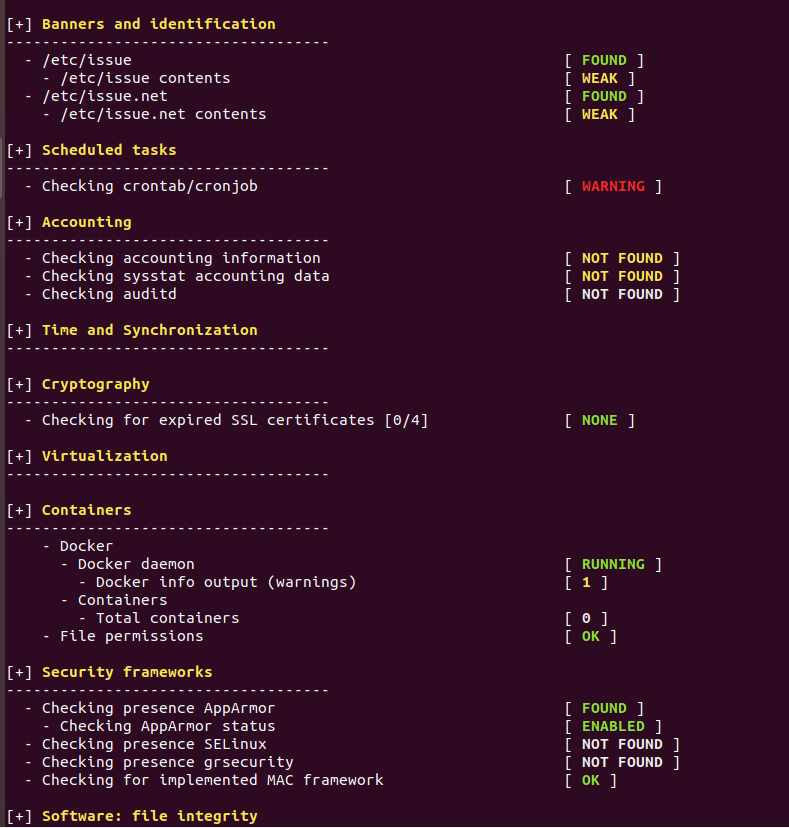 [+] Banners and identification
------------------------------------
  - /etc/issue                                                [ FOUND ]
    - /etc/issue contents                                     [ WEAK ]
  - /etc/issue.net                                            [ FOUND ]
    - /etc/issue.net contents                                 [ WEAK ]

[+] Scheduled tasks
------------------------------------
  - Checking crontab/cronjob                                  [ WARNING ]

[+] Accounting
------------------------------------
  - Checking accounting information                           [ NOT FOUND ]
  - Checking sysstat accounting data                          [ NOT FOUND ]
  - Checking auditd                                           [ NOT FOUND ]

[+] Time and Synchronization
------------------------------------

[+] Cryptography
------------------------------------
  - Checking for expired SSL certificates [0/4]               [ NONE ]

[+] Virtualization
------------------------------------

[+] Containers
------------------------------------
    - Docker
      - Docker daemon                                         [ RUNNING ]
        - Docker info output (warnings)                       [ 1 ]
      - Containers
        - Total containers                                    [ 0 ]
    - File permissions                                        [ OK ]

[+] Security frameworks
------------------------------------
  - Checking presence AppArmor                                [ FOUND ]
    - Checking AppArmor status                                [ ENABLED ]
  - Checking presence SELinux                                 [ NOT FOUND ]
  - Checking presence grsecurity                              [ NOT FOUND ]
  - Checking for implemented MAC framework                    [ OK ]

[+] Software: file integrity